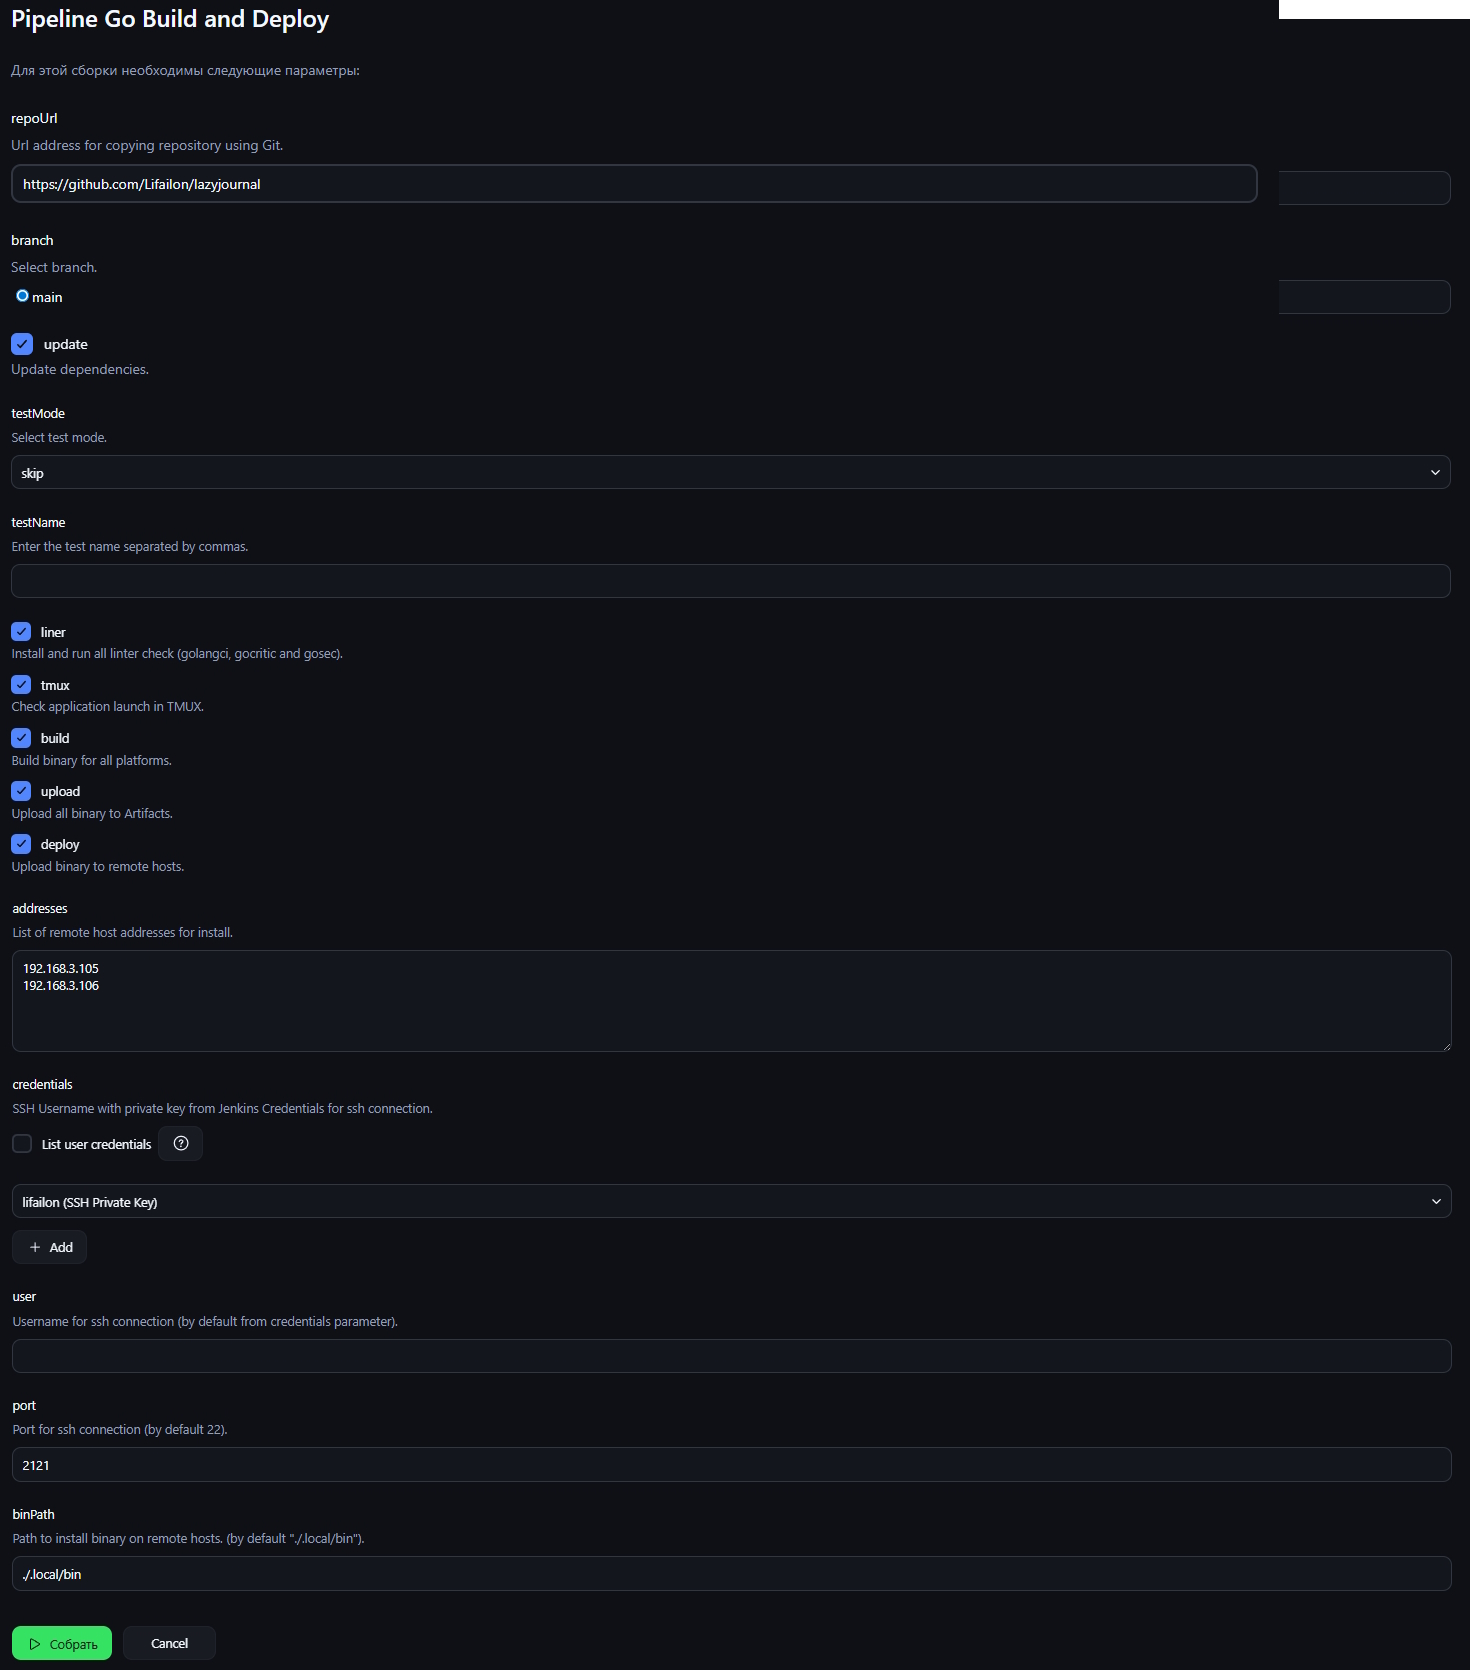 Pipeline Go Build and Deploy
Для этой сборки необходимы следующие параметры:
repoUrl
Url address for copying repository using Git.
https://github.com/Lifailon/lazyjournal
branch
Select branch.
main
update
Update dependencies.
testMode
Select test mode.
skip
testName
Enter the test name separated by commas.
liner
Install and run all linter check (golangci, gocritic and gosec).
tmux
Check application launch in TMUX.
build
Build binary for all platforms.
upload
Upload all binary to Artifacts.
deploy
Upload binary to remote hosts.
addresses
List of remote host addresses for install.
192.168.3.105
192.168.3.106
credentials
SSH Username with private key from Jenkins Credentials for ssh connection.
List user credentials
lifailon (SSH Private Key)
Add
user
Username for ssh connection (by default from credentials parameter).
port
Port for ssh connection (by default 22).
2121
binPath
Path to install binary on remote hosts. (by default "./.local/bin").
./.local/bin
Собрать Cancel